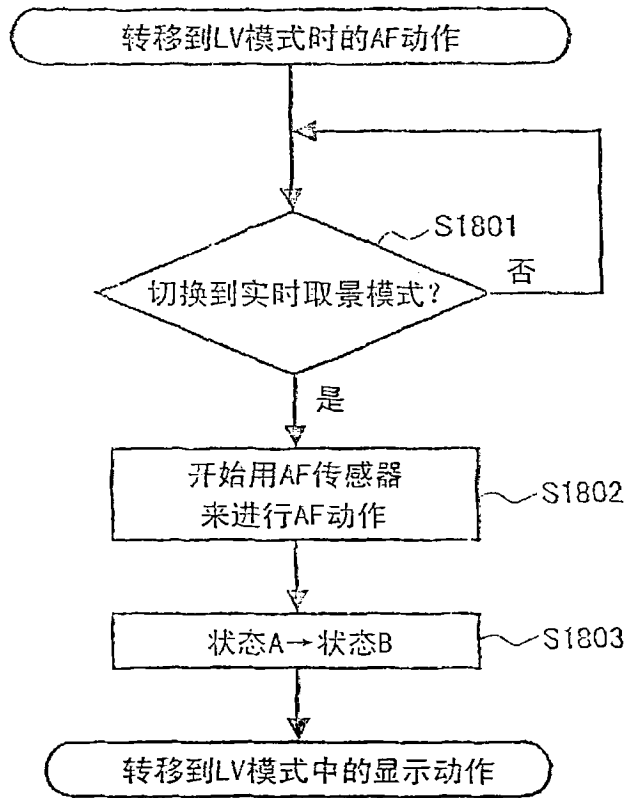 转移到LV模式时的AF动作
S1801
切换到实时取景模式?
否
是
开始用AF传感器
来进行AF动作
S1802
状态A→状态B
S1803
转移到LV模式中的显示动作